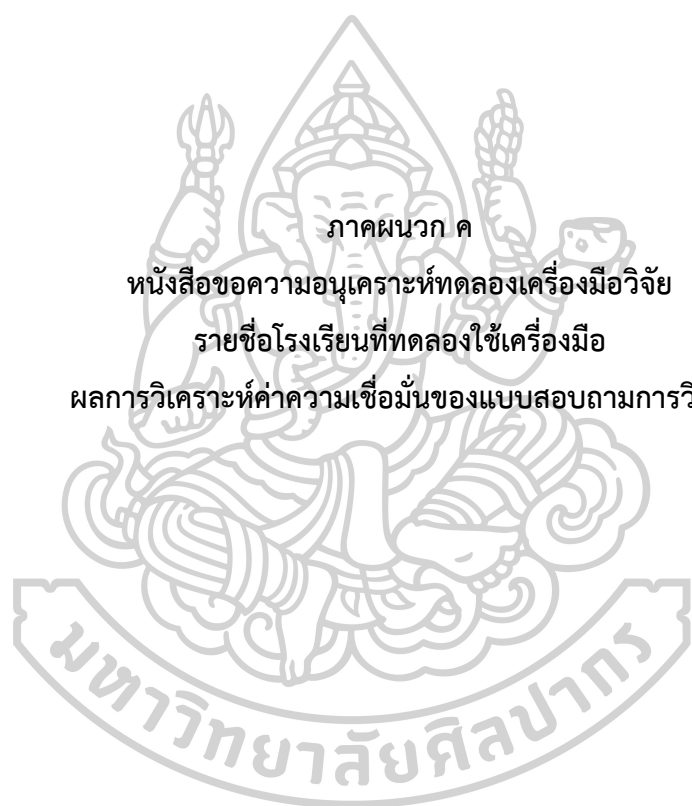 ภาคผนวก ค
หนังสือขอความอนุเคราะห์ทดลองเครื่องมือวิจัย
รายชื่อโรงเรียนที่ทดลองใช้เครื่องมือ
ผลการวิเคราะห์ค่าความเชื่อมั่นของแบบสอบถามการวิ
มหาวิทยาลัยศิลปากร